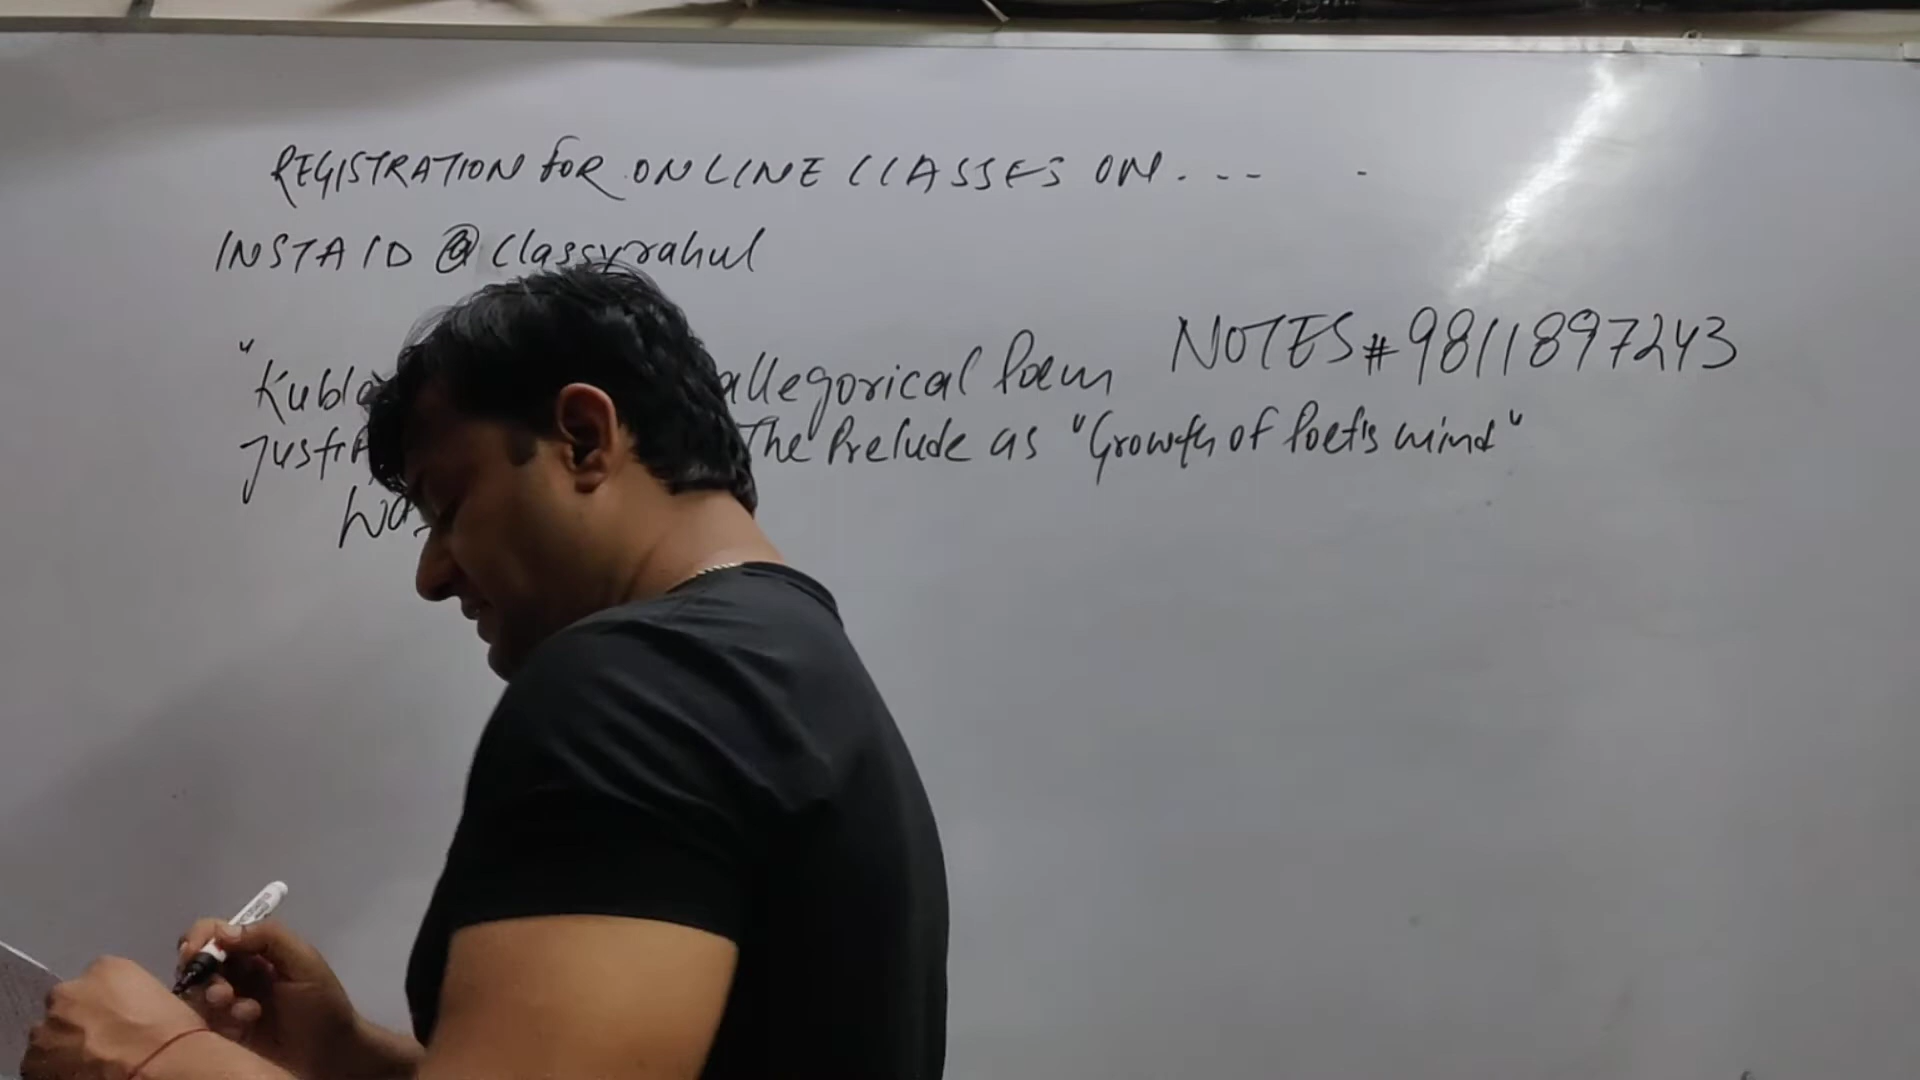 REGISTRATION FOR ONLINE CLASSES ON....
INSTA ID @classyrahul
NOTES # 9811897243
"Kubla allegorical Poem
The Prelude as "Growth of Poet's mind"